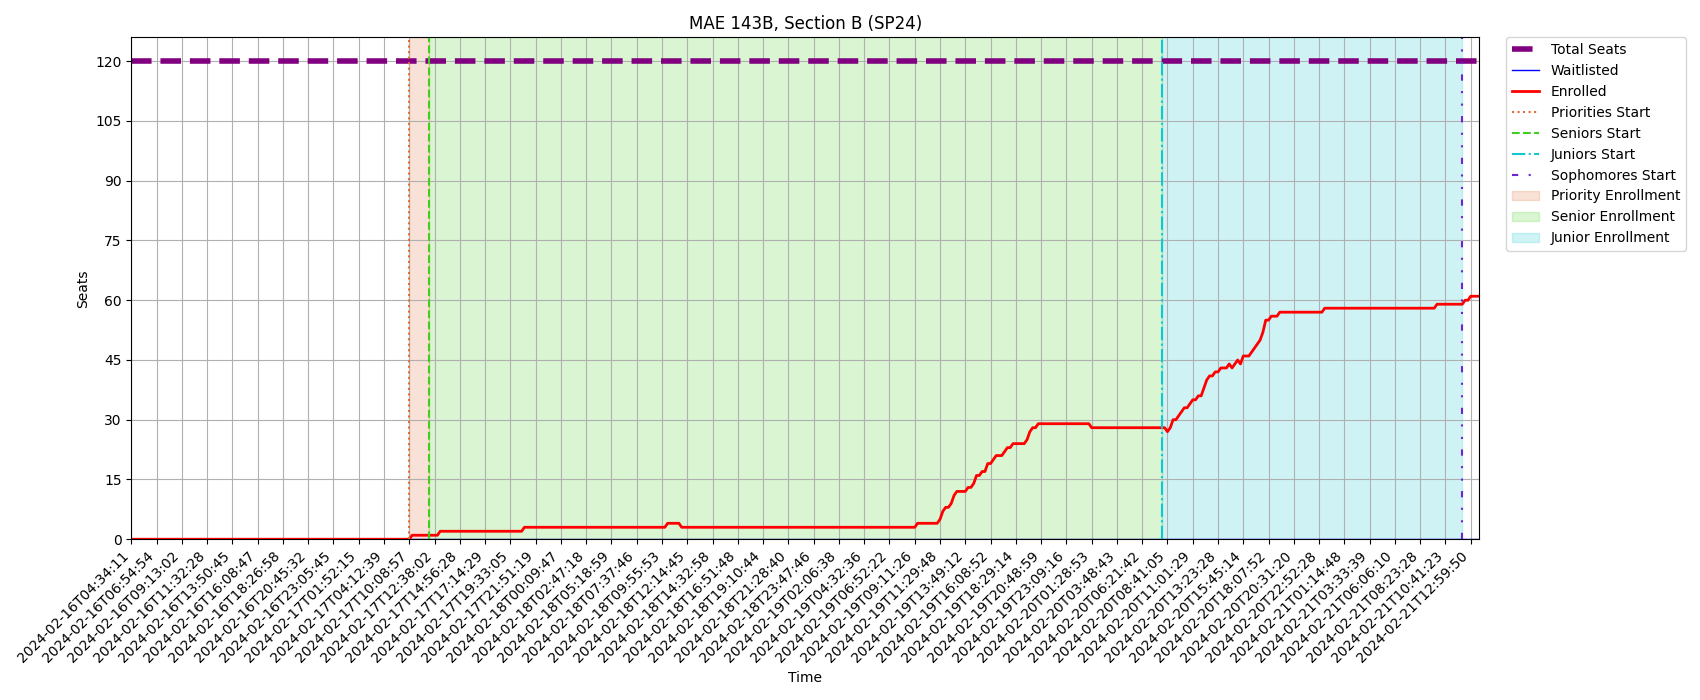 MAE 143B, Section B (SP24)
Total Seats
Waitlisted
Enrolled
Priorities Start
Seniors Start
Juniors Start
Sophomores Start
Priority Enrollment
Senior Enrollment
Junior Enrollment
Seats
120
105
90
75
60
45
30
15
0
2024-02-16T04:34:11
2024-02-16T06:54:54
2024-02-16T09:13:02
2024-02-16T11:32:28
2024-02-16T13:50:45
2024-02-16T16:08:47
2024-02-16T18:26:58
2024-02-16T20:45:32
2024-02-16T23:05:45
2024-02-17T01:52:15
2024-02-17T04:12:39
2024-02-17T10:08:57
2024-02-17T12:38:02
2024-02-17T14:56:28
2024-02-17T17:14:29
2024-02-17T19:33:05
2024-02-17T21:51:19
2024-02-18T00:09:47
2024-02-18T02:47:18
2024-02-18T05:18:59
2024-02-18T07:37:46
2024-02-18T09:55:53
2024-02-18T12:14:45
2024-02-18T14:32:58
2024-02-18T16:51:48
2024-02-18T19:10:44
2024-02-18T21:28:40
2024-02-18T23:47:46
2024-02-19T02:06:38
2024-02-19T04:32:36
2024-02-19T06:52:22
2024-02-19T09:11:26
2024-02-19T11:29:48
2024-02-19T13:49:12
2024-02-19T16:08:52
2024-02-19T18:29:14
2024-02-19T20:48:59
2024-02-19T23:09:16
2024-02-20T01:28:53
2024-02-20T03:48:43
2024-02-20T06:21:42
2024-02-20T08:41:05
2024-02-20T11:01:29
2024-02-20T13:23:28
2024-02-20T15:45:14
2024-02-20T18:07:52
2024-02-20T20:31:20
2024-02-20T22:52:28
2024-02-21T01:14:48
2024-02-21T03:33:39
2024-02-21T06:06:10
2024-02-21T08:23:28
2024-02-21T10:41:23
2024-02-21T12:59:50
Time